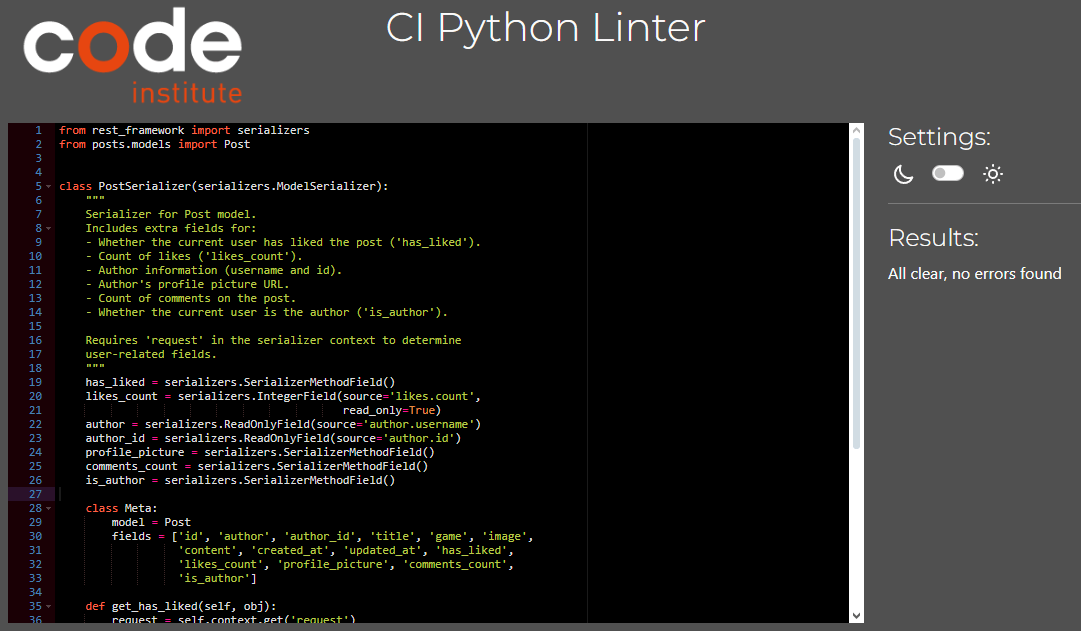 code
institute
CI Python Linter
1 from rest_framework import serializers
2 from posts.models import Post
3
4
5 class PostSerializer(serializers.ModelSerializer):
6     """
7     Serializer for Post model.
8     Includes extra fields for:
9     - Whether the current user has liked the post ('has_liked').
10     - Count of likes ('likes_count').
11     - Author information (username and id).
12     - Author's profile picture URL.
13     - Count of comments on the post.
14     - Whether the current user is the author ('is_author').
15
16     Requires 'request' in the serializer context to determine
17     user-related fields.
18     """
19     has_liked = serializers.SerializerMethodField()
20     likes_count = serializers.IntegerField(source='likes.count',
21                                            read_only=True)
22     author = serializers.ReadOnlyField(source='author.username')
23     author_id = serializers.ReadOnlyField(source='author.id')
24     profile_picture = serializers.SerializerMethodField()
25     comments_count = serializers.SerializerMethodField()
26     is_author = serializers.SerializerMethodField()
27
28     class Meta:
29         model = Post
30         fields = ['id', 'author', 'author_id', 'title', 'game', 'image',
31                   'content', 'created_at', 'updated_at', 'has_liked',
32                   'likes_count', 'profile_picture', 'comments_count',
33                   'is_author']
34
35     def get_has_liked(self, obj):
36         request = self.context.get('request')
Settings:
Results:
All clear, no errors found